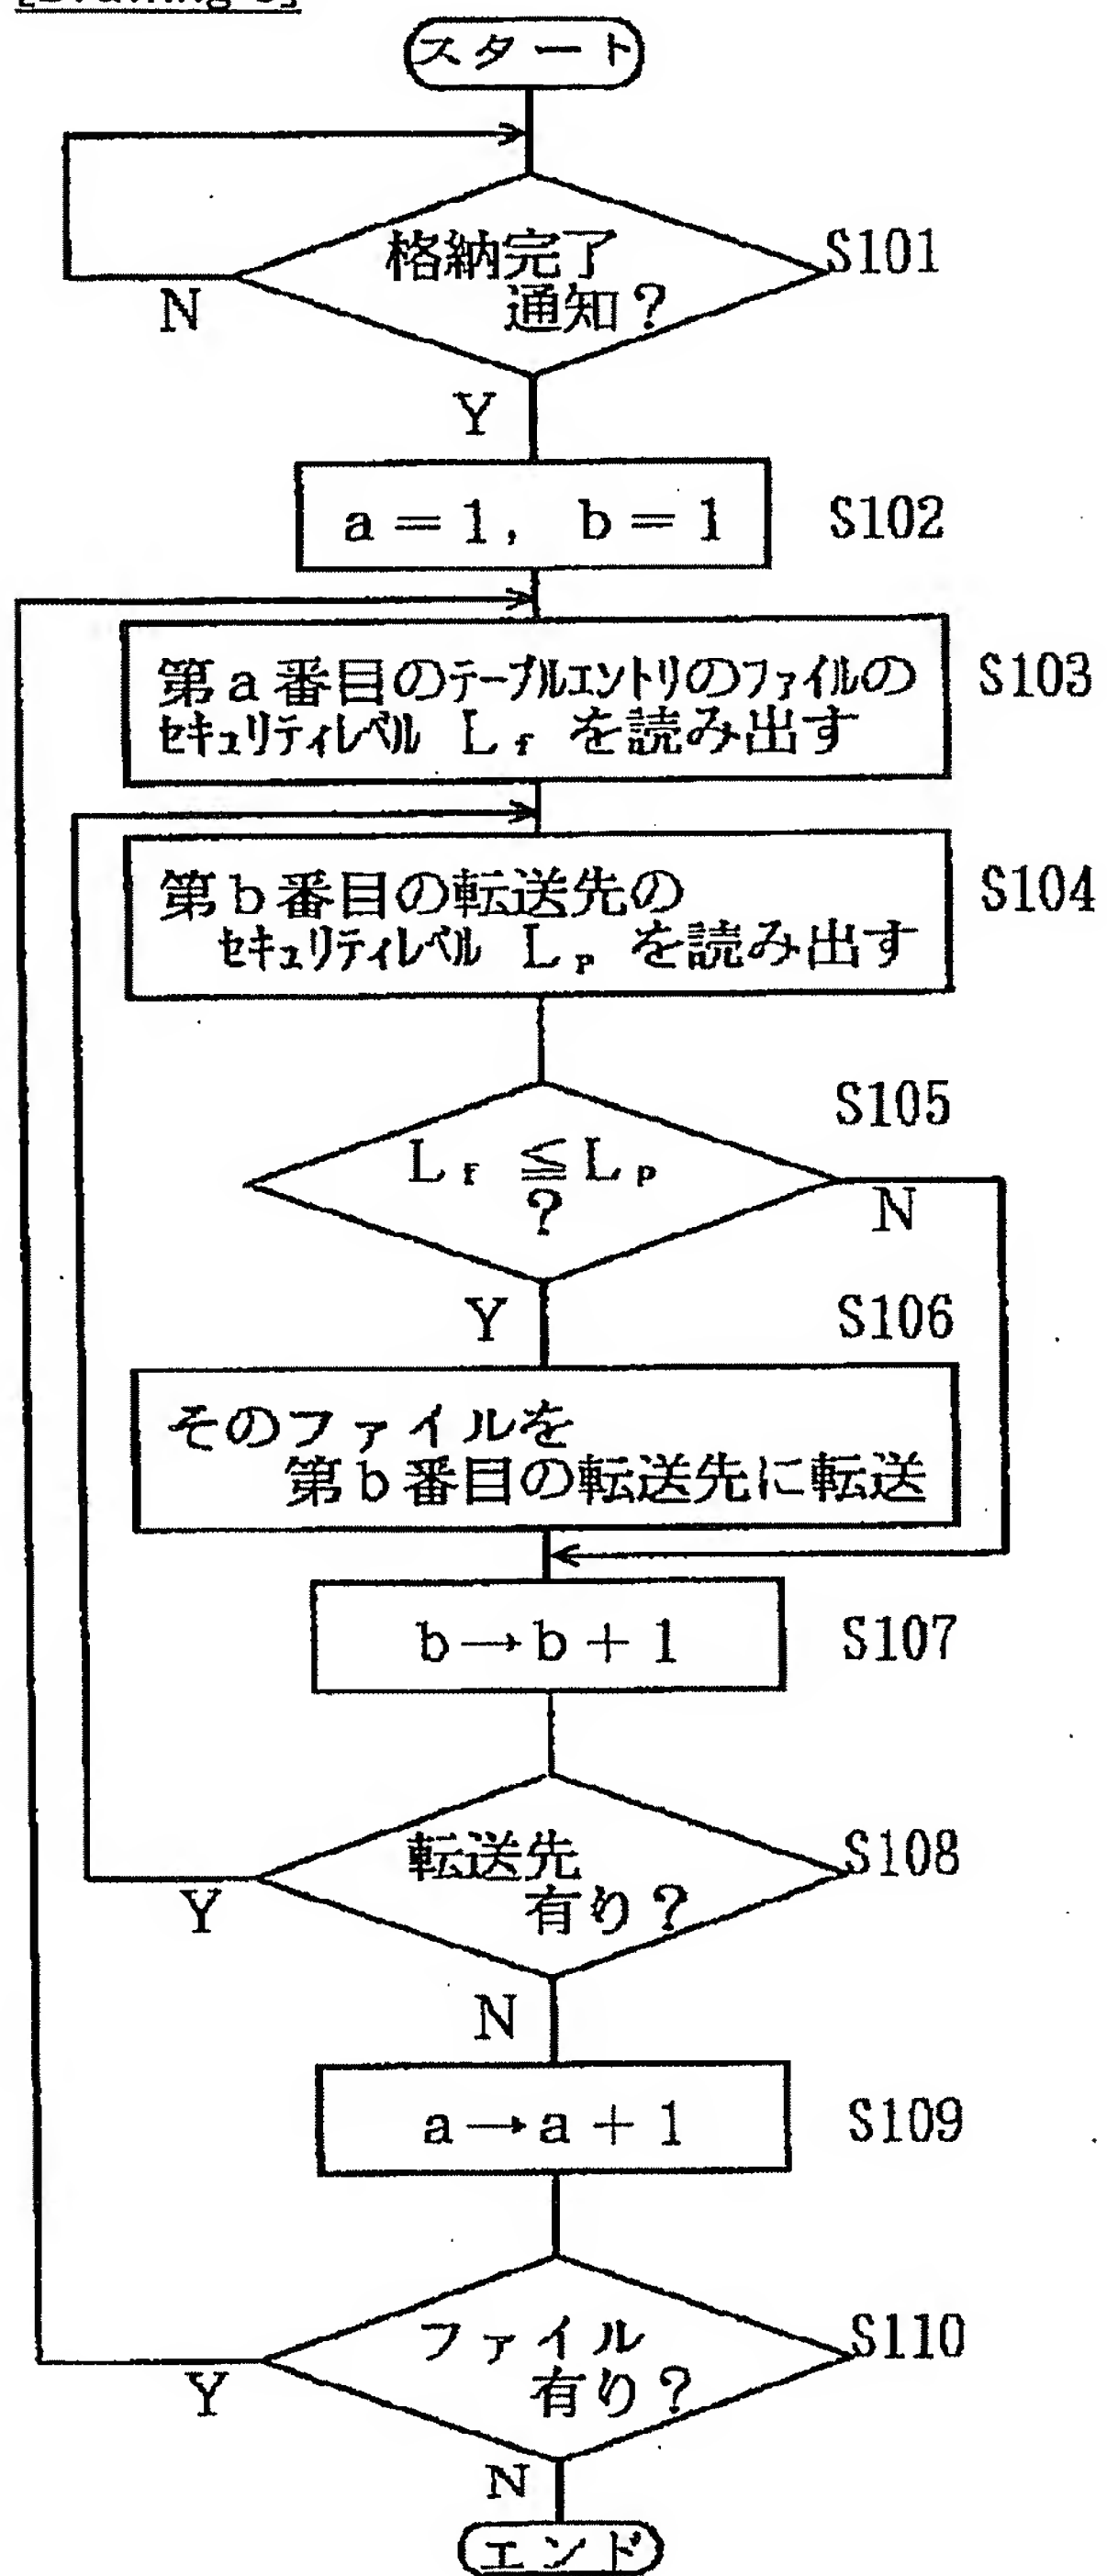 スタート
格納完了
通知?
S101
N
Y
a=1, b=1
S102
第a番目のテーブルエントリのファイルの
セキュリティレベル Lf を読み出す
S103
第b番目の転送先の
セキュリティレベル Lp を読み出す
S104
S105
Lf ≦ Lp
?
N
Y
S106
そのファイルを
第b番目の転送先に転送
b→b+1
S107
転送先
有り?
S108
Y
N
a→a+1
S109
ファイル
有り?
S110
Y
N
エンド